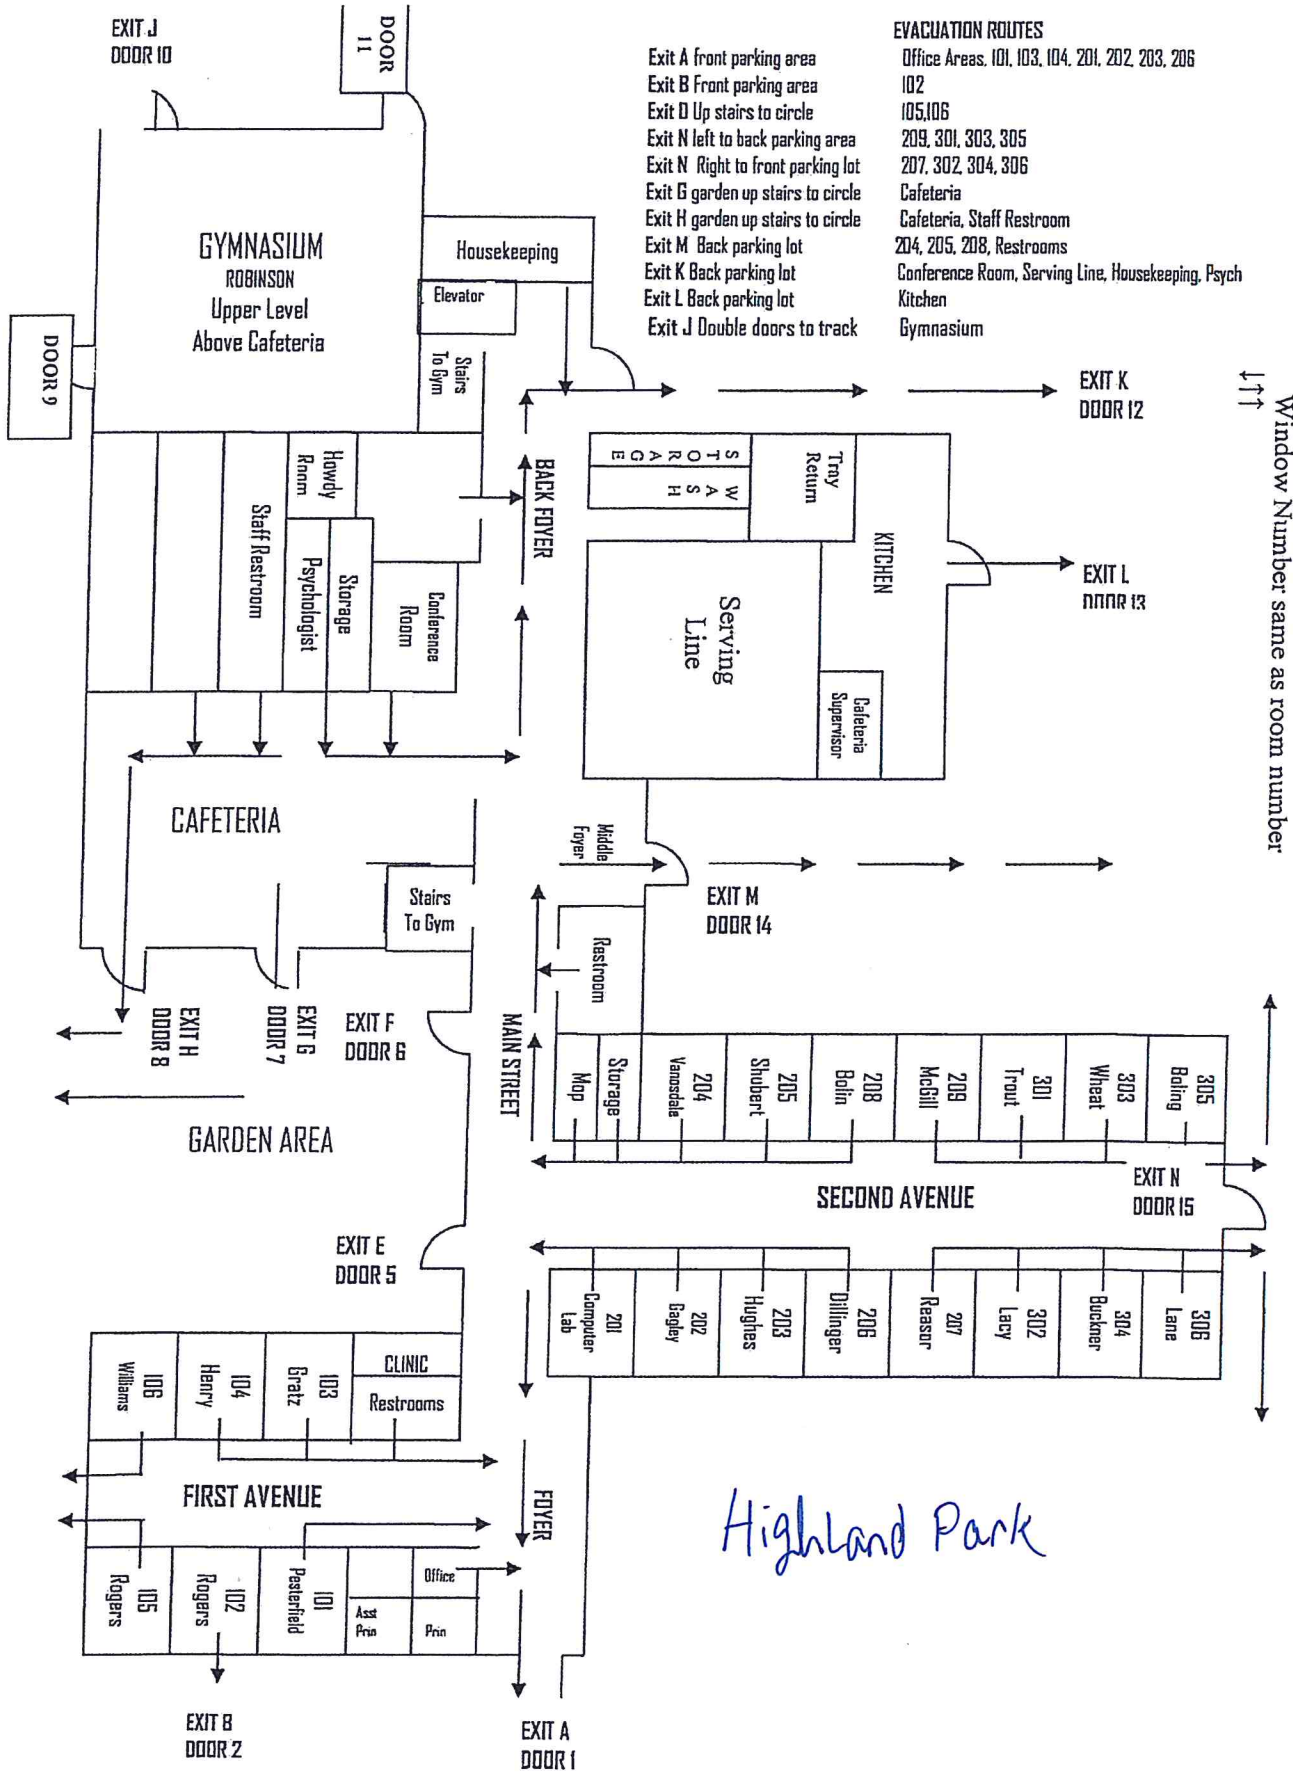 EXIT J
DOOR 10
DOOR
11
EVACUATION ROUTES
Exit A front parking area Office Areas, 101, 103, 104, 201, 202, 203, 206
Exit B Front parking area 102
Exit D Up stairs to circle 105,106
Exit N left to back parking area 209, 301, 303, 305
Exit N Right to front parking lot 207, 302, 304, 306
Exit G garden up stairs to circle Cafeteria
Exit H garden up stairs to circle Cafeteria, Staff Restroom
Exit M Back parking lot 204, 205, 208, Restrooms
Exit K Back parking lot Conference Room, Serving Line, Housekeeping, Psych
Exit L Back parking lot Kitchen
Exit J Double doors to track Gymnasium
GYMNASIUM
ROBINSON
Upper Level
Above Cafeteria
Housekeeping
Elevator
Stairs
To Gym
DOOR 9
EXIT K
DOOR 12
Window Number same as room number
Howdy
Room
Staff Restroom
Psychologist
Storage
Conference
Room
BACK FOYER
STORAGE
WASH
Tray
Return
KITCHEN
EXIT L
DOOR 13
Serving
Line
Cafeteria
Supervisor
CAFETERIA
Stairs
To Gym
Middle
Foyer
EXIT M
DOOR 14
Restroom
EXIT H
DOOR 8
EXIT G
DOOR 7
EXIT F
DOOR 6
MAIN STREET
GARDEN AREA
Mop
Storage
204
Vanosdale
205
Shubert
208
Bolin
209
McGill
301
Trout
303
Wheat
305
Boling
EXIT N
DOOR 15
SECOND AVENUE
EXIT E
DOOR 5
201
Computer
Lab
202
Gagley
203
Hughes
206
Dillinger
207
Reasor
302
Lacy
304
Buckner
306
Lane
106
Williams
104
Henry
103
Gratz
CLINIC
Restrooms
FIRST AVENUE
FOYER
105
Rogers
102
Rogers
101
Pesterfield
Office
Asst
Prin
Prin
Highland Park
EXIT B
DOOR 2
EXIT A
DOOR 1